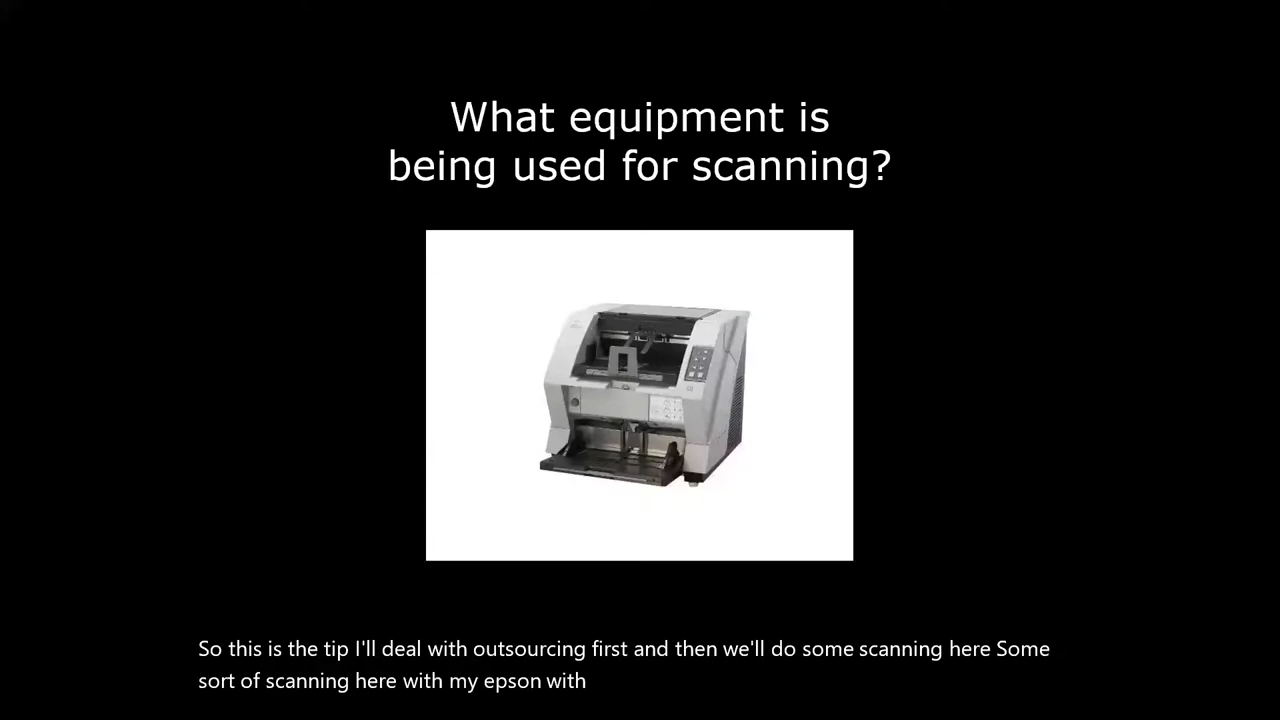 What equipment is
being used for scanning?
So this is the tip I'll deal with outsourcing first and then we'll do some scanning here Some
sort of scanning here with my epson with